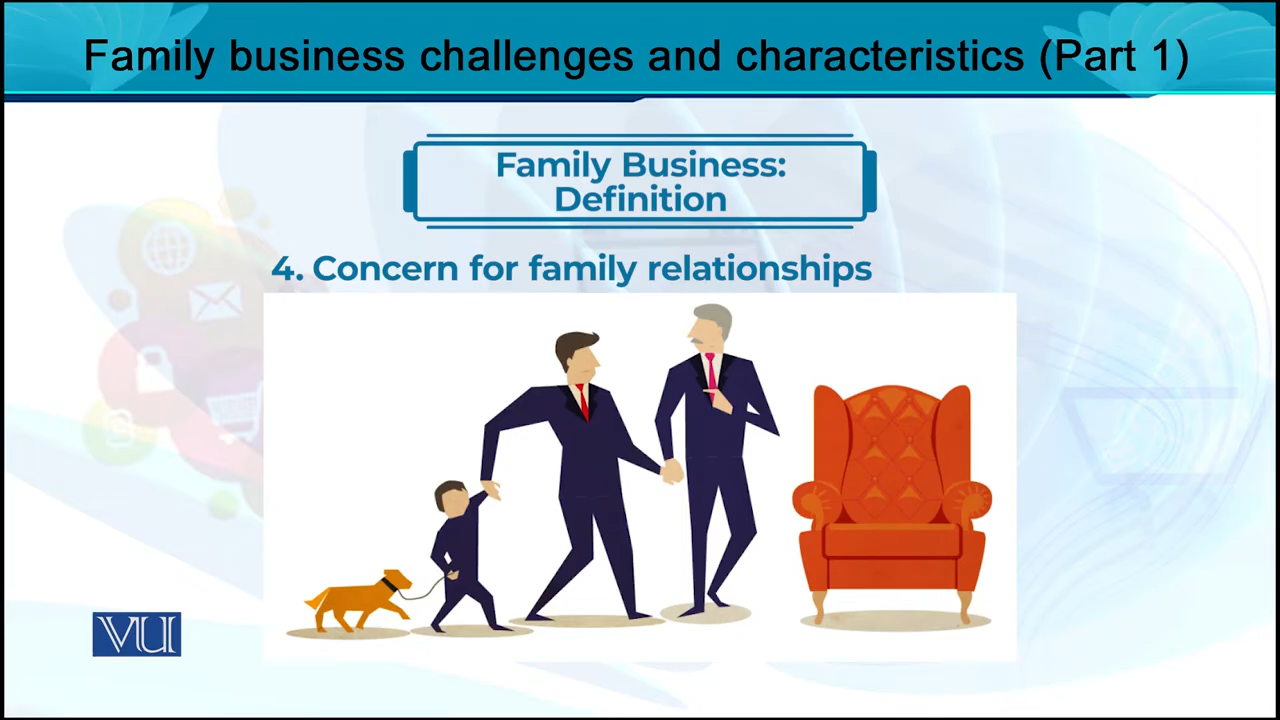 Family business challenges and characteristics (Part 1)
Family Business:
Definition
4. Concern for family relationships
VU